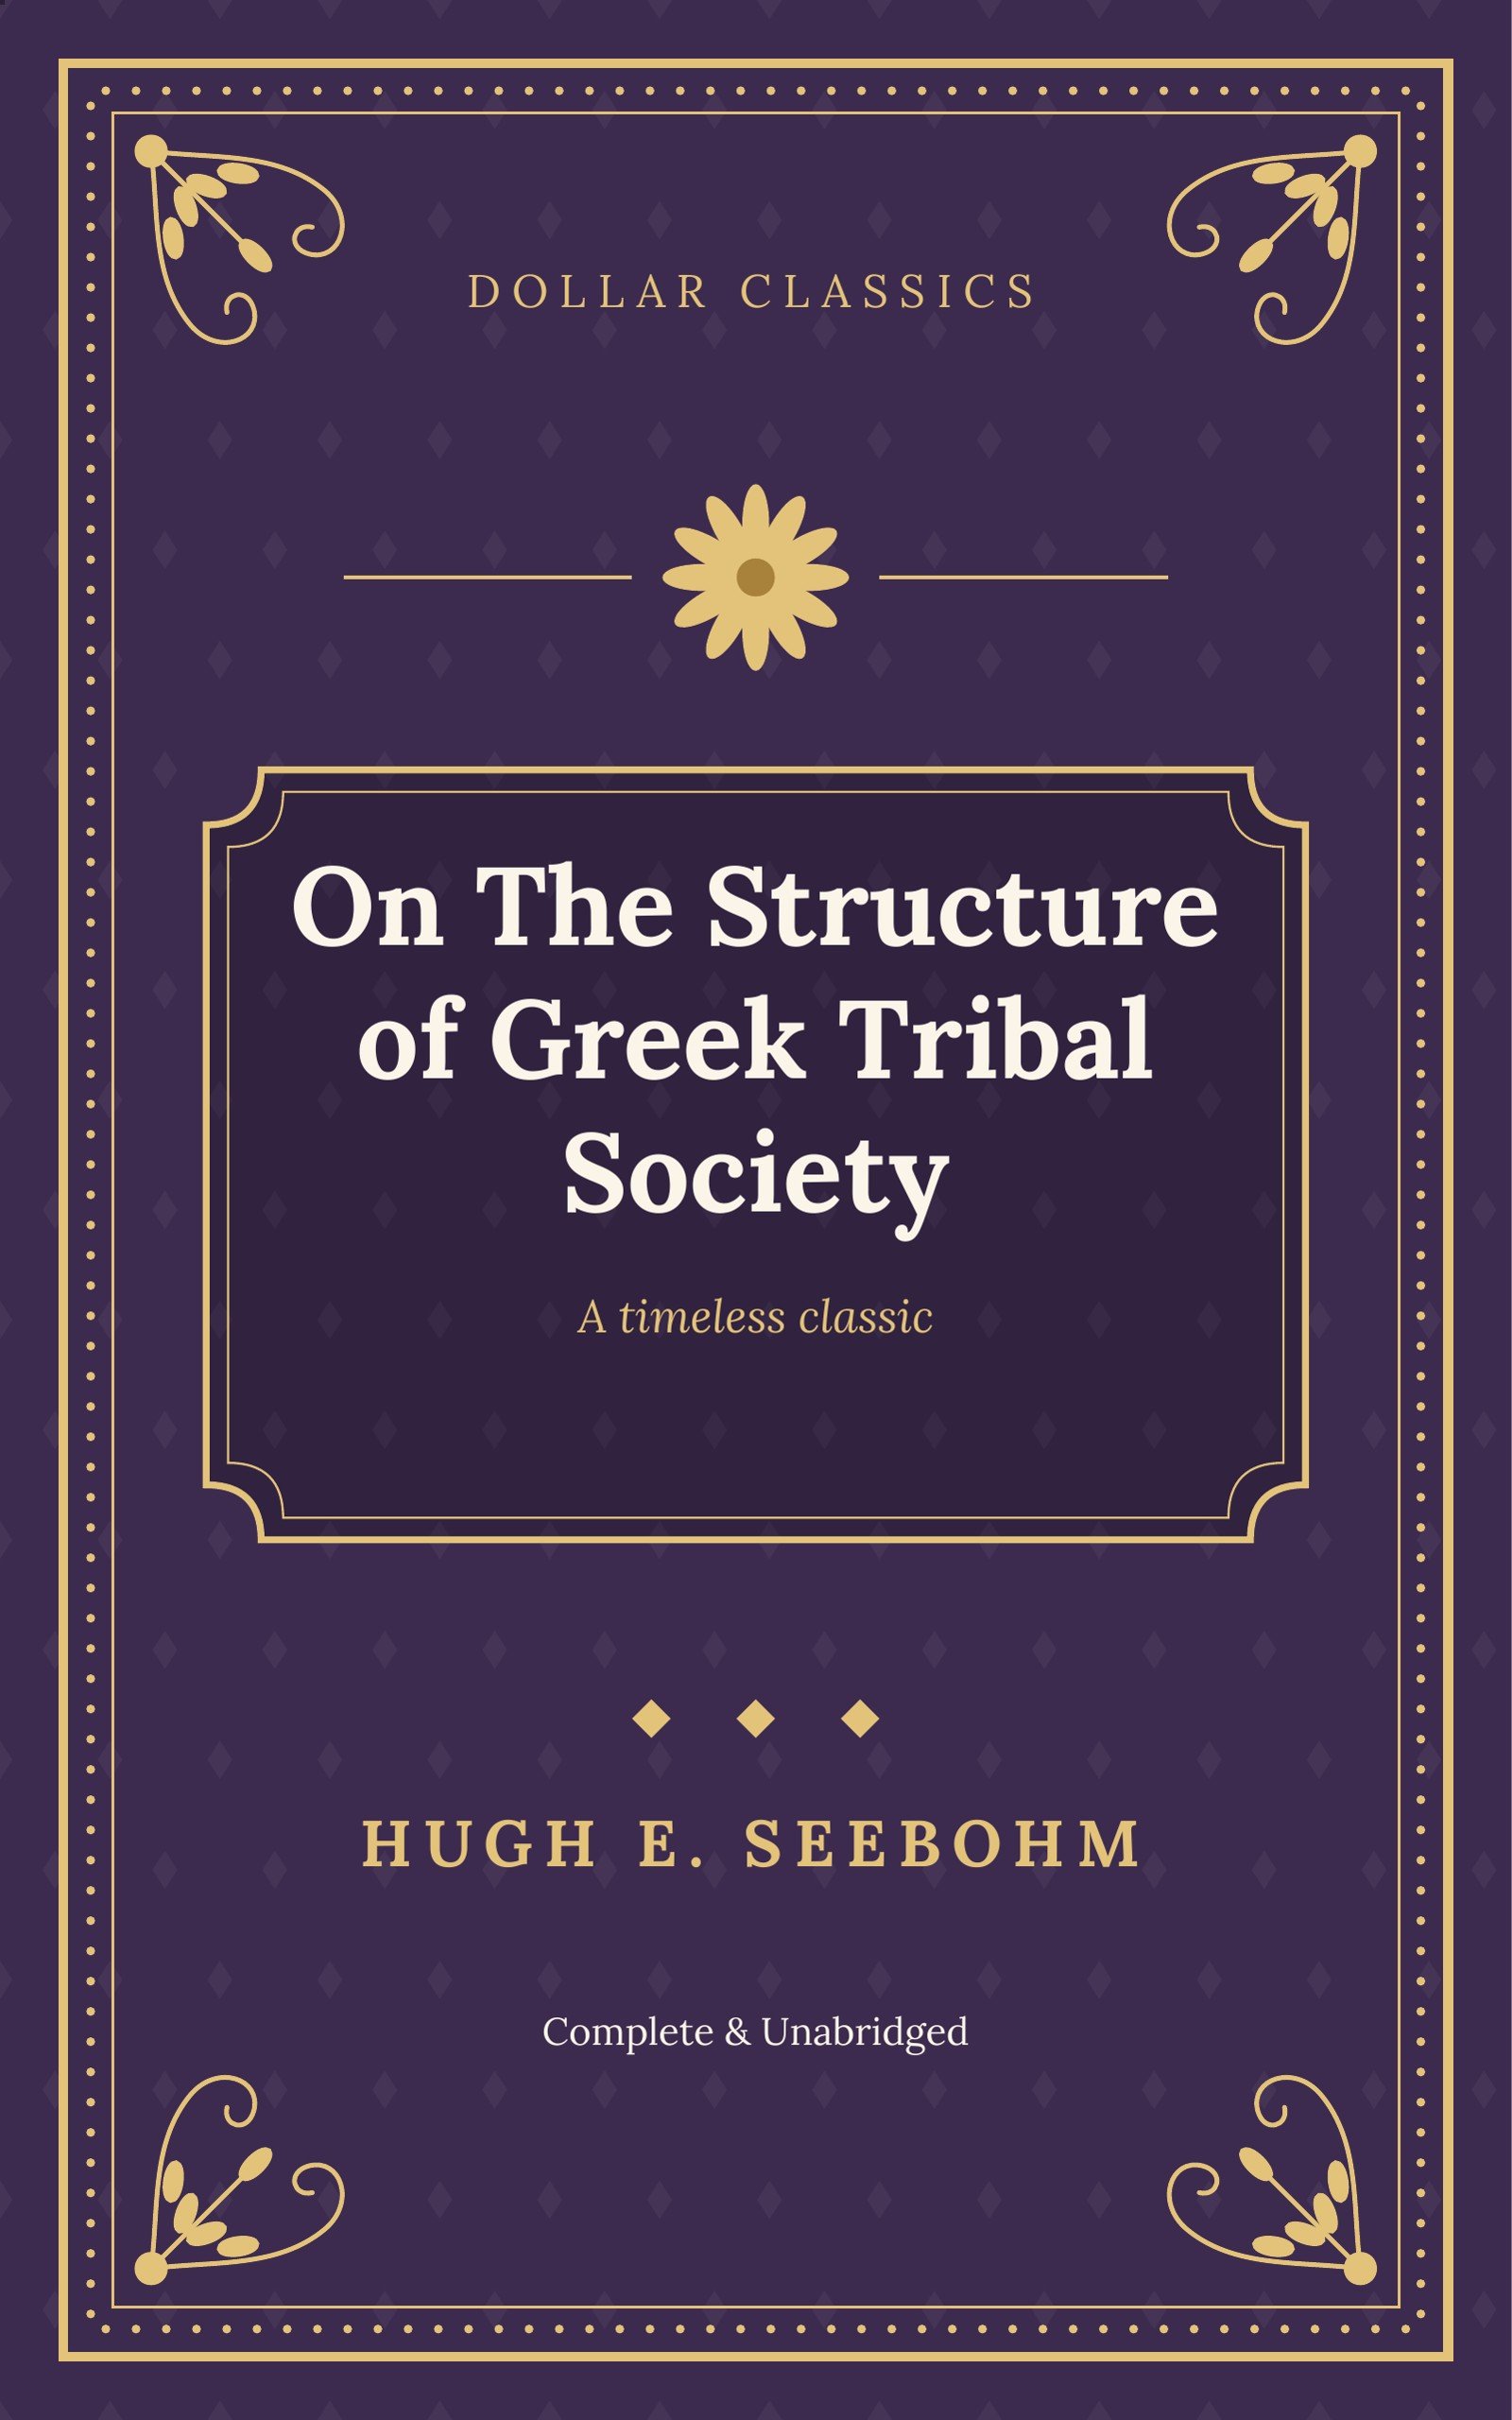 DOLLAR CLASSICS
On The Structure
of Greek Tribal
Society
A timeless classic
HUGH E. SEEBOHM
Complete & Unabridged